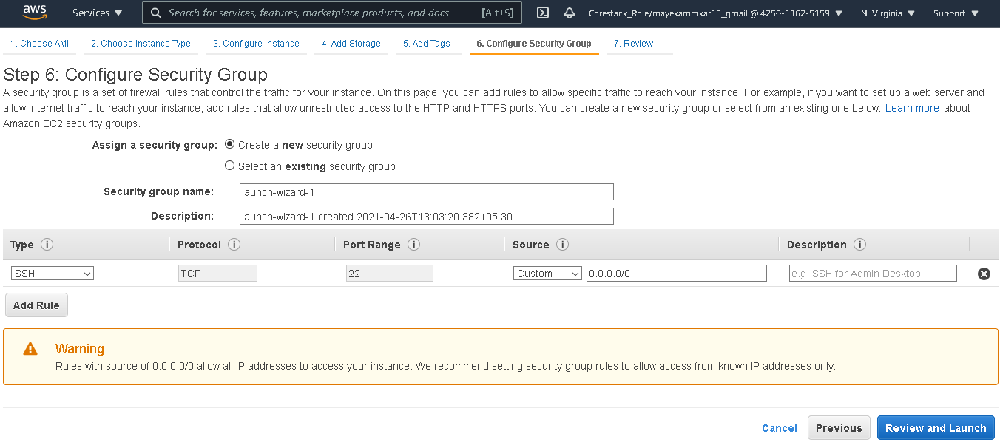 aws Services Search for services, features, marketplace products, and docs [Alt+S] Corestack_Role/mayekaromkar15_gmail @ 4250-1162-5159 N. Virginia Support
1. Choose AMI 2. Choose Instance Type 3. Configure Instance 4. Add Storage 5. Add Tags 6. Configure Security Group 7. Review
Step 6: Configure Security Group
A security group is a set of firewall rules that control the traffic for your instance. On this page, you can add rules to allow specific traffic to reach your instance. For example, if you want to set up a web server and
allow Internet traffic to reach your instance, add rules that allow unrestricted access to the HTTP and HTTPS ports. You can create a new security group or select from an existing one below. Learn more about
Amazon EC2 security groups.
Assign a security group: Create a new security group
Select an existing security group
Security group name: launch-wizard-1
Description: launch-wizard-1 created 2021-04-26T13:03:20.382+05:30
Type i Protocol i Port Range i Source i Description i
SSH TCP 22 Custom 0.0.0.0/0 e.g. SSH for Admin Desktop
Add Rule
Warning
Rules with source of 0.0.0.0/0 allow all IP addresses to access your instance. We recommend setting security group rules to allow access from known IP addresses only.
Cancel Previous Review and Launch